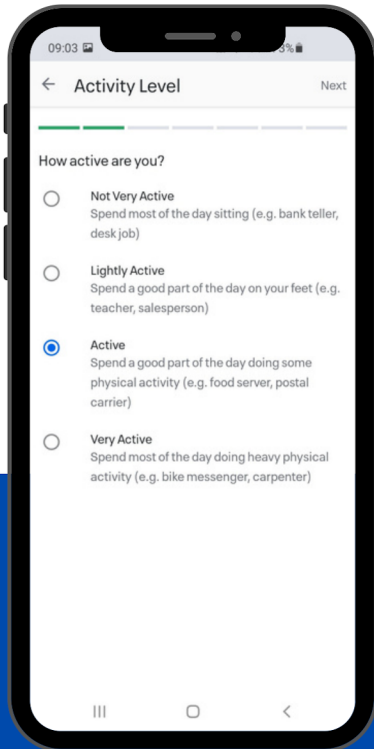 09:03 3%
Activity Level Next
How active are you?
Not Very Active
Spend most of the day sitting (e.g. bank teller,
desk job)
Lightly Active
Spend a good part of the day on your feet (e.g.
teacher, salesperson)
Active
Spend a good part of the day doing some
physical activity (e.g. food server, postal
carrier)
Very Active
Spend most of the day doing heavy physical
activity (e.g. bike messenger, carpenter)